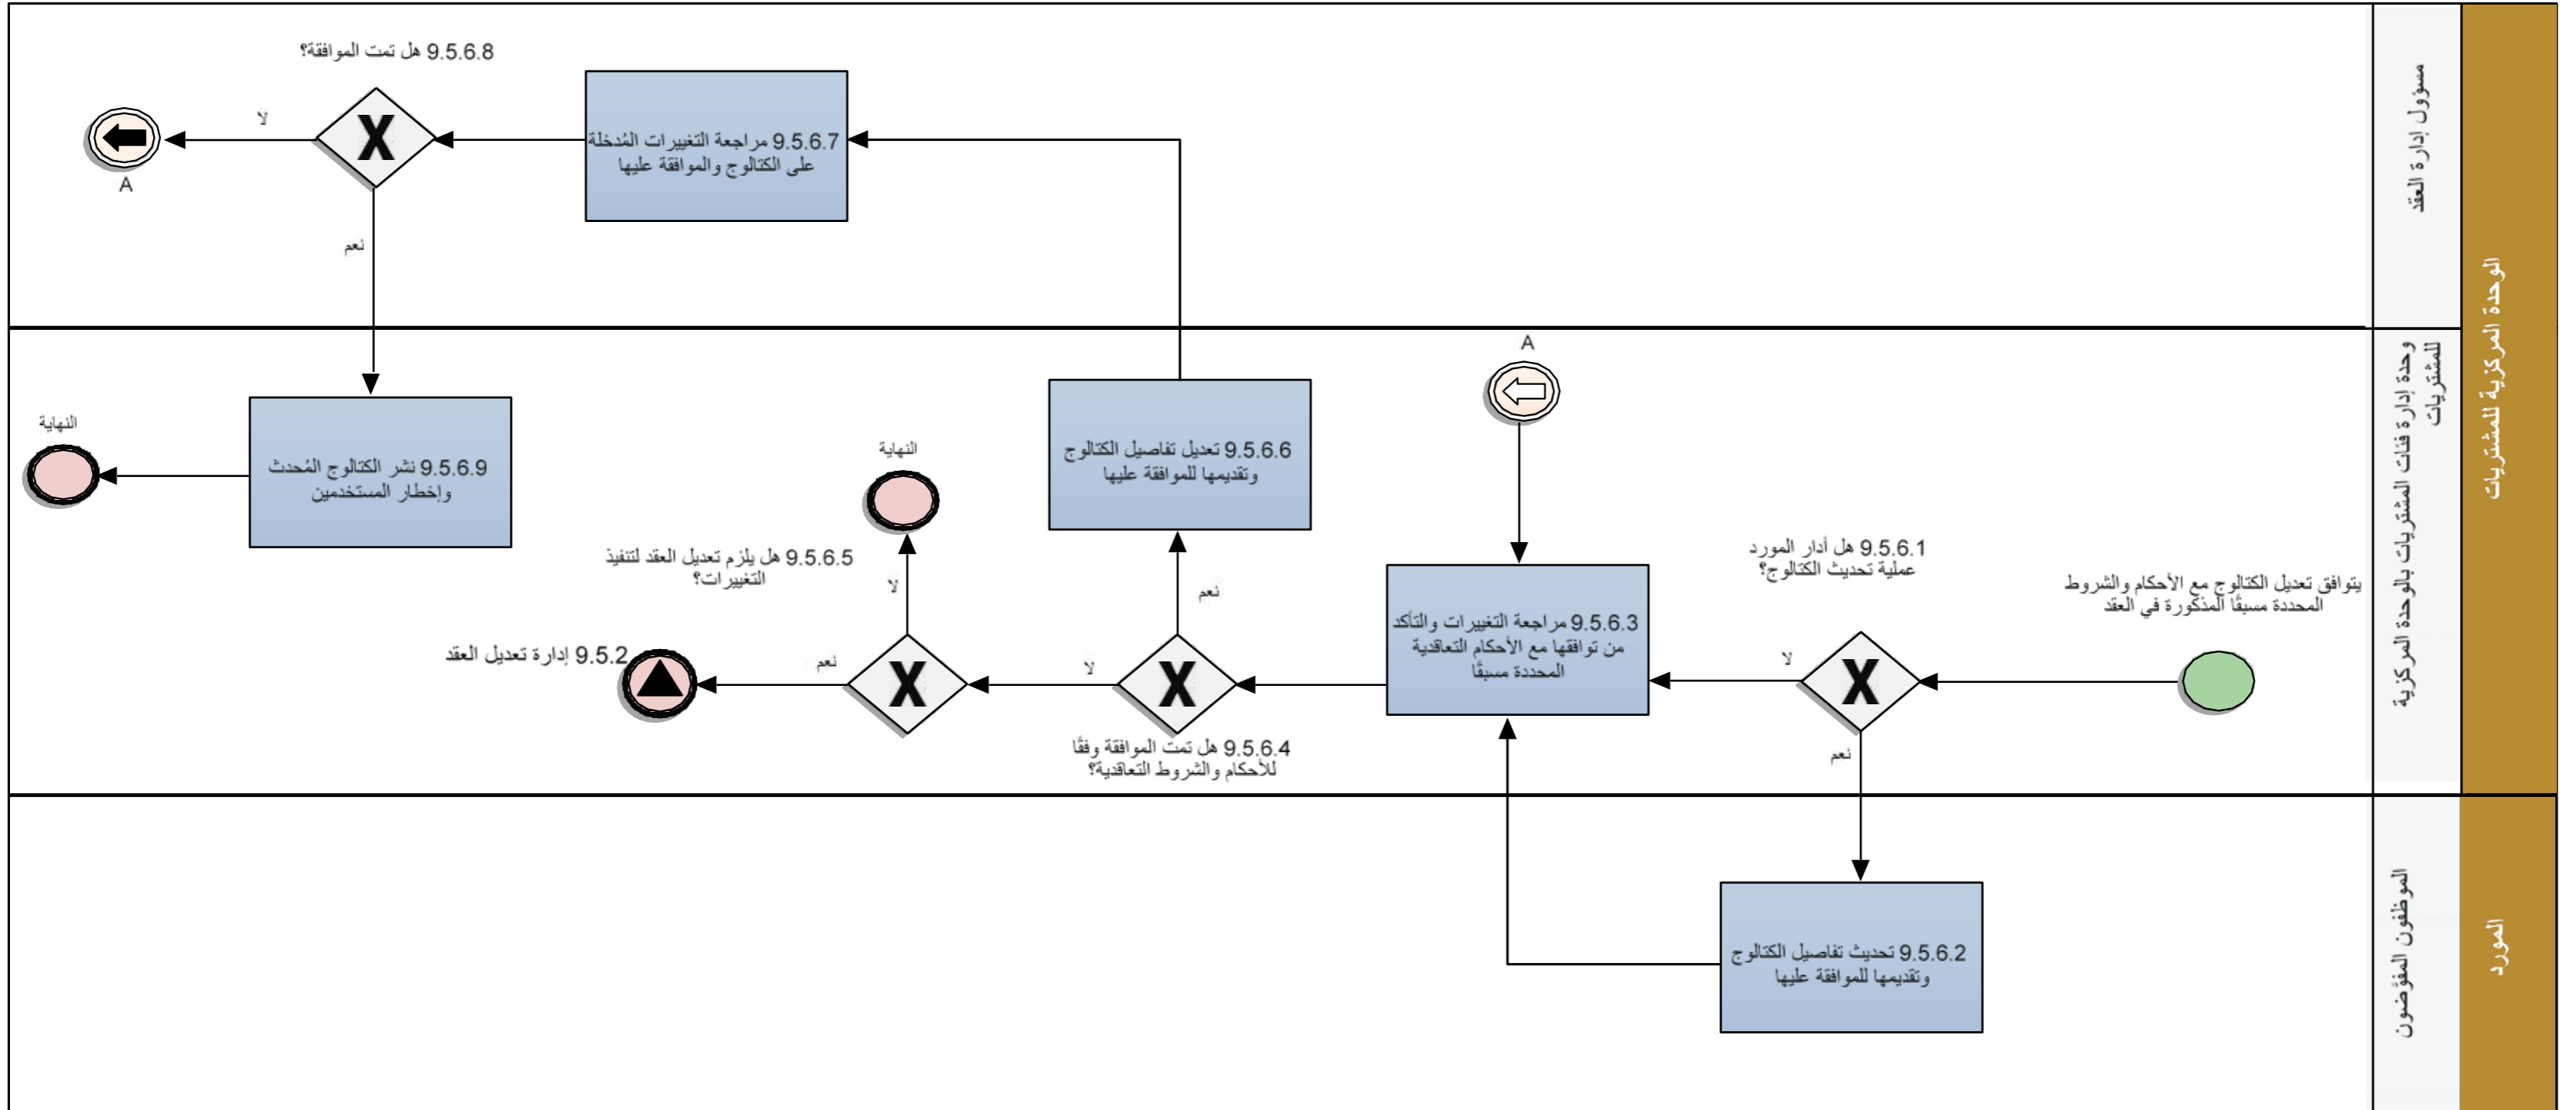 الوحدة المركزية للمشتريات
مسؤول إدارة العقد
9.5.6.7 مراجعة التغييرات المُدخلة
على الكتالوج والموافقة عليها
9.5.6.8 هل تمت الموافقة؟
لا
A
نعم
وحدة إدارة فئات المشتريات بالوحدة المركزية
للمشتريات
يتوافق تعديل الكتالوج مع الأحكام والشروط
المحددة مسبقًا المذكورة في العقد
9.5.6.1 هل أدار المورد
عملية تحديث الكتالوج؟
لا
نعم
A
9.5.6.3 مراجعة التغييرات والتأكد
من توافقها مع الأحكام التعاقدية
المحددة مسبقًا
9.5.6.4 هل تمت الموافقة وفقًا
للأحكام والشروط التعاقدية؟
نعم
لا
9.5.6.6 تعديل تفاصيل الكتالوج
وتقديمها للموافقة عليها
9.5.6.5 هل يلزم تعديل العقد لتنفيذ
التغييرات؟
لا
النهاية
نعم
9.5.2 إدارة تعديل العقد
9.5.6.9 نشر الكتالوج المُحدث
وإخطار المستخدمين
النهاية
المورد
الموظفون المفوَّضون
9.5.6.2 تحديث تفاصيل الكتالوج
وتقديمها للموافقة عليها